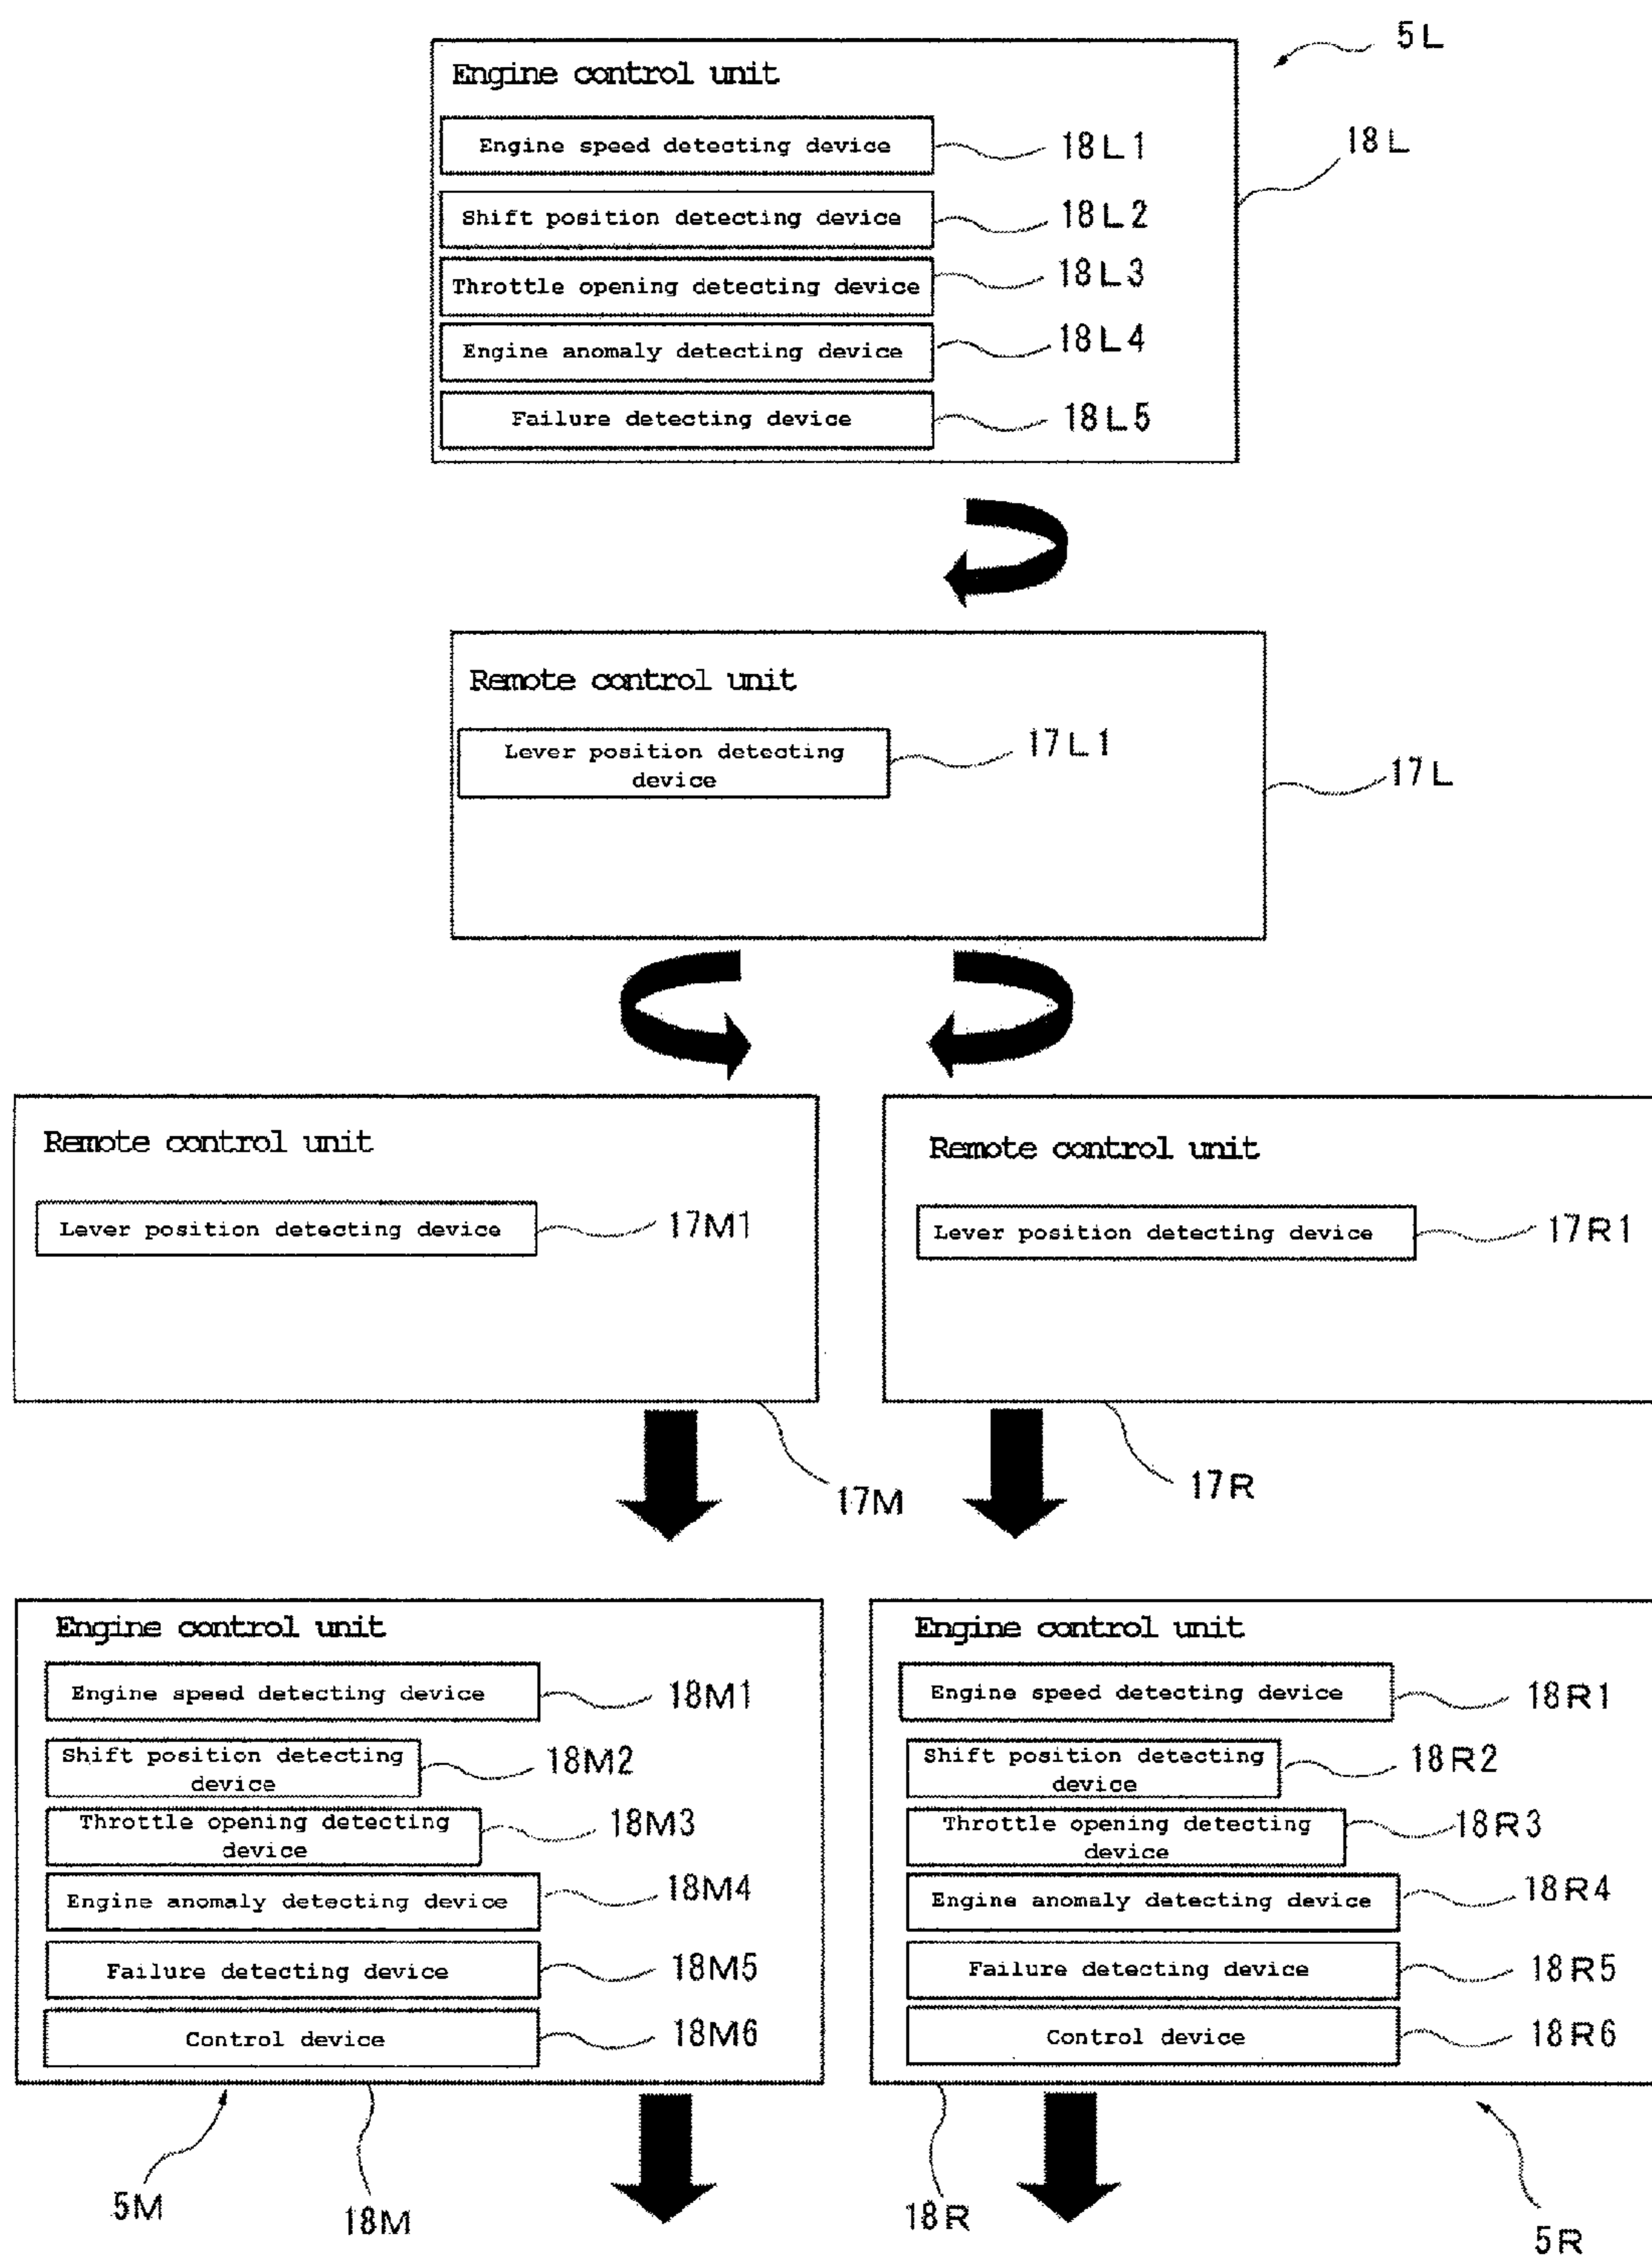 5L
Engine control unit
Engine speed detecting device
18L1
18L
Shift position detecting device
18L2
Throttle opening detecting device
18L3
Engine anomaly detecting device
18L4
Failure detecting device
18L5
Remote control unit
Lever position detecting
device
17L1
17L
Remote control unit
Lever position detecting device
17M1
17M
Remote control unit
Lever position detecting device
17R1
17R
Engine control unit
Engine speed detecting device
18M1
Shift position detecting
device
18M2
Throttle opening detecting
device
18M3
Engine anomaly detecting device
18M4
Failure detecting device
18M5
Control device
18M6
5M
18M
Engine control unit
Engine speed detecting device
18R1
Shift position detecting
device
18R2
Throttle opening detecting
device
18R3
Engine anomaly detecting device
18R4
Failure detecting device
18R5
Control device
18R6
18R
5R